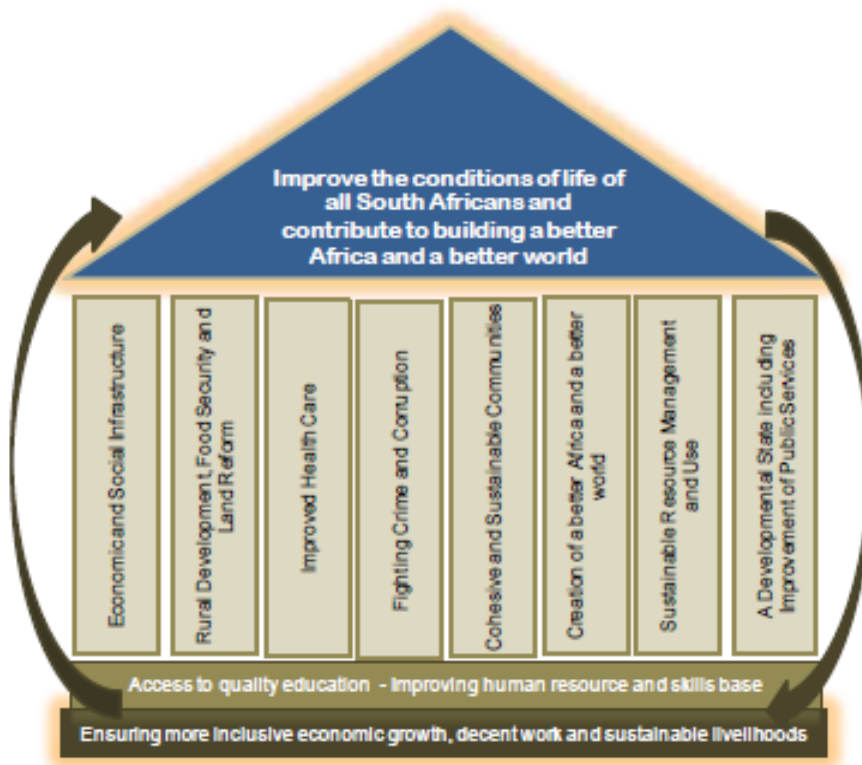 Improve the conditions of life of
all South Africans and
contribute to building a better
Africa and a better world
Economic and Social Infrastructure
Rural Development, Food Security and
Land Reform
Improved Health Care
Fighting Crime and Corruption
Cohesive and Sustainable Communities
Creation of a better Africa and a better
world
Sustainable Resource Management
and Use
A Developmental State including
Improvement of Public Services
Access to quality education - Improving human resource and skills base
Ensuring more inclusive economic growth, decent work and sustainable livelihoods